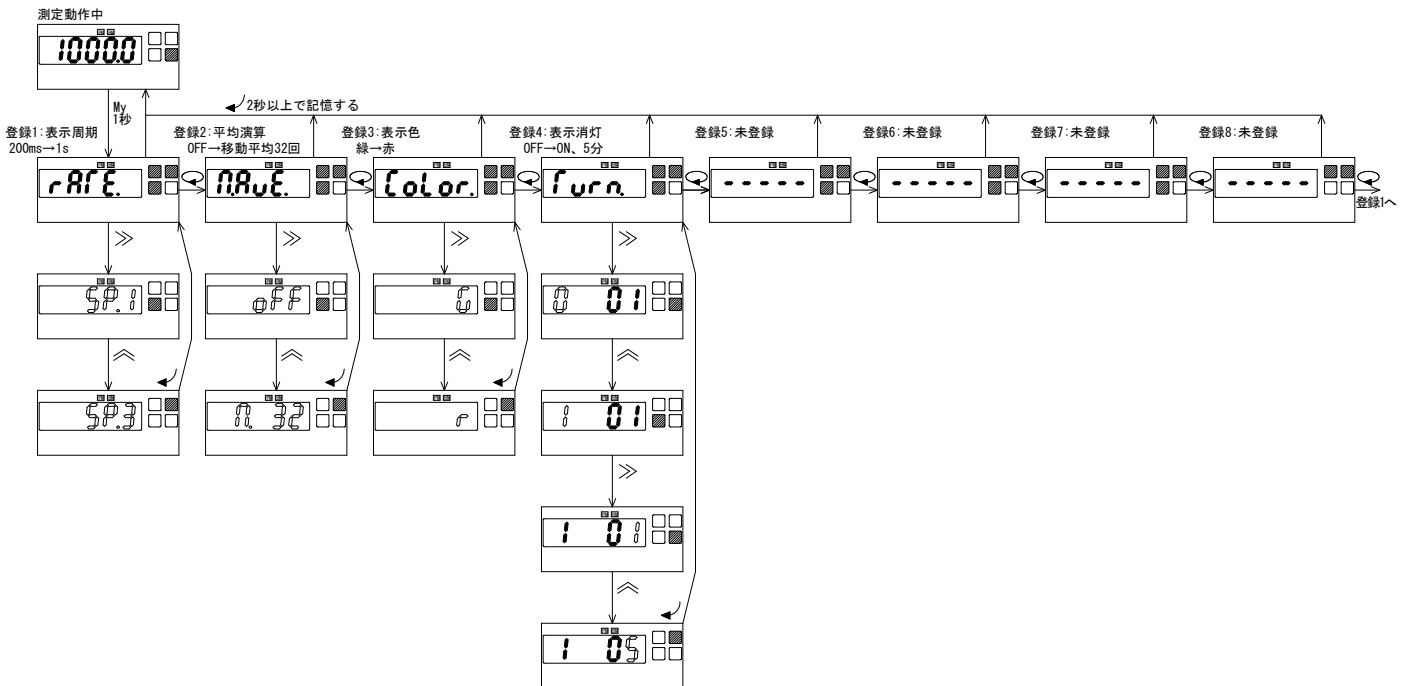 測定動作中
1000.0
My
1秒
2秒以上で記憶する
登録1:表示周期
200ms→1s
登録2:平均演算
OFF→移動平均32回
登録3:表示色
緑→赤
登録4:表示消灯
OFF→ON、5分
登録5:未登録
登録6:未登録
登録7:未登録
登録8:未登録
rATE.
M.AvE.
Color.
Turn.
-----
-----
-----
-----
登録1へ
SP.1
oFF
G
0 01
SP.3
M. 32
r
1 01
1 01
1 05